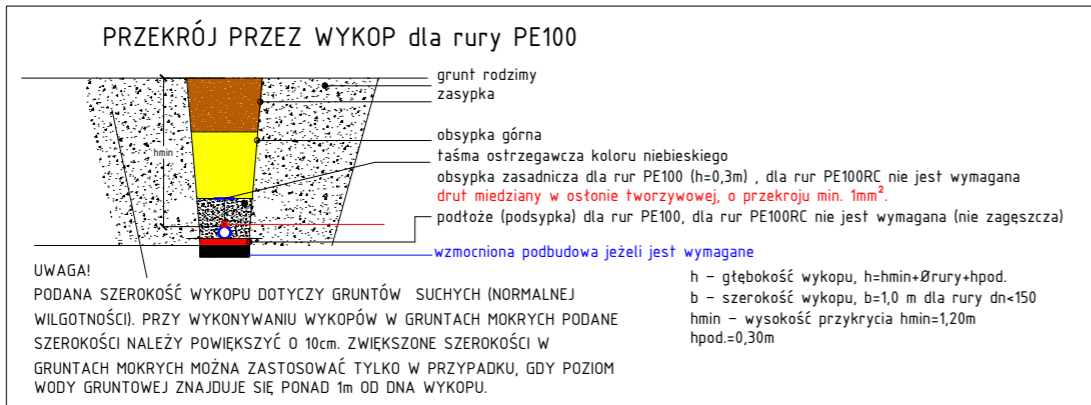 PRZEKRÓJ PRZEZ WYKOP dla rury PE100
grunt rodzimy
zasypka
obsypka górna
taśma ostrzegawcza koloru niebieskiego
obsypka zasadnicza dla rur PE100 (h=0,3m) , dla rur PE100RC nie jest wymagana
drut miedziany w osłonie tworzywowej, o przekroju min. 1mm².
podłoże (podsypka) dla rur PE100, dla rur PE100RC nie jest wymagana (nie zagęszcza)
wzmocniona podbudowa jeżeli jest wymagane
hmin
UWAGA!
PODANA SZEROKOŚĆ WYKOPU DOTYCZY GRUNTÓW SUCHYCH (NORMALNEJ
WILGOTNOŚCI). PRZY WYKONYWANIU WYKOPÓW W GRUNTACH MOKRYCH PODANE
SZEROKOŚCI NALEŻY POWIĘKSZYĆ O 10cm. ZWIĘKSZONE SZEROKOŚCI W
GRUNTACH MOKRYCH MOŻNA ZASTOSOWAĆ TYLKO W PRZYPADKU, GDY POZIOM
WODY GRUNTOWEJ ZNAJDUJE SIĘ PONAD 1m OD DNA WYKOPU.
h - głębokość wykopu, h=hmin+Ørury+hpod.
b - szerokość wykopu, b=1,0 m dla rury dn<150
hmin - wysokość przykrycia hmin=1,20m
hpod.=0,30m